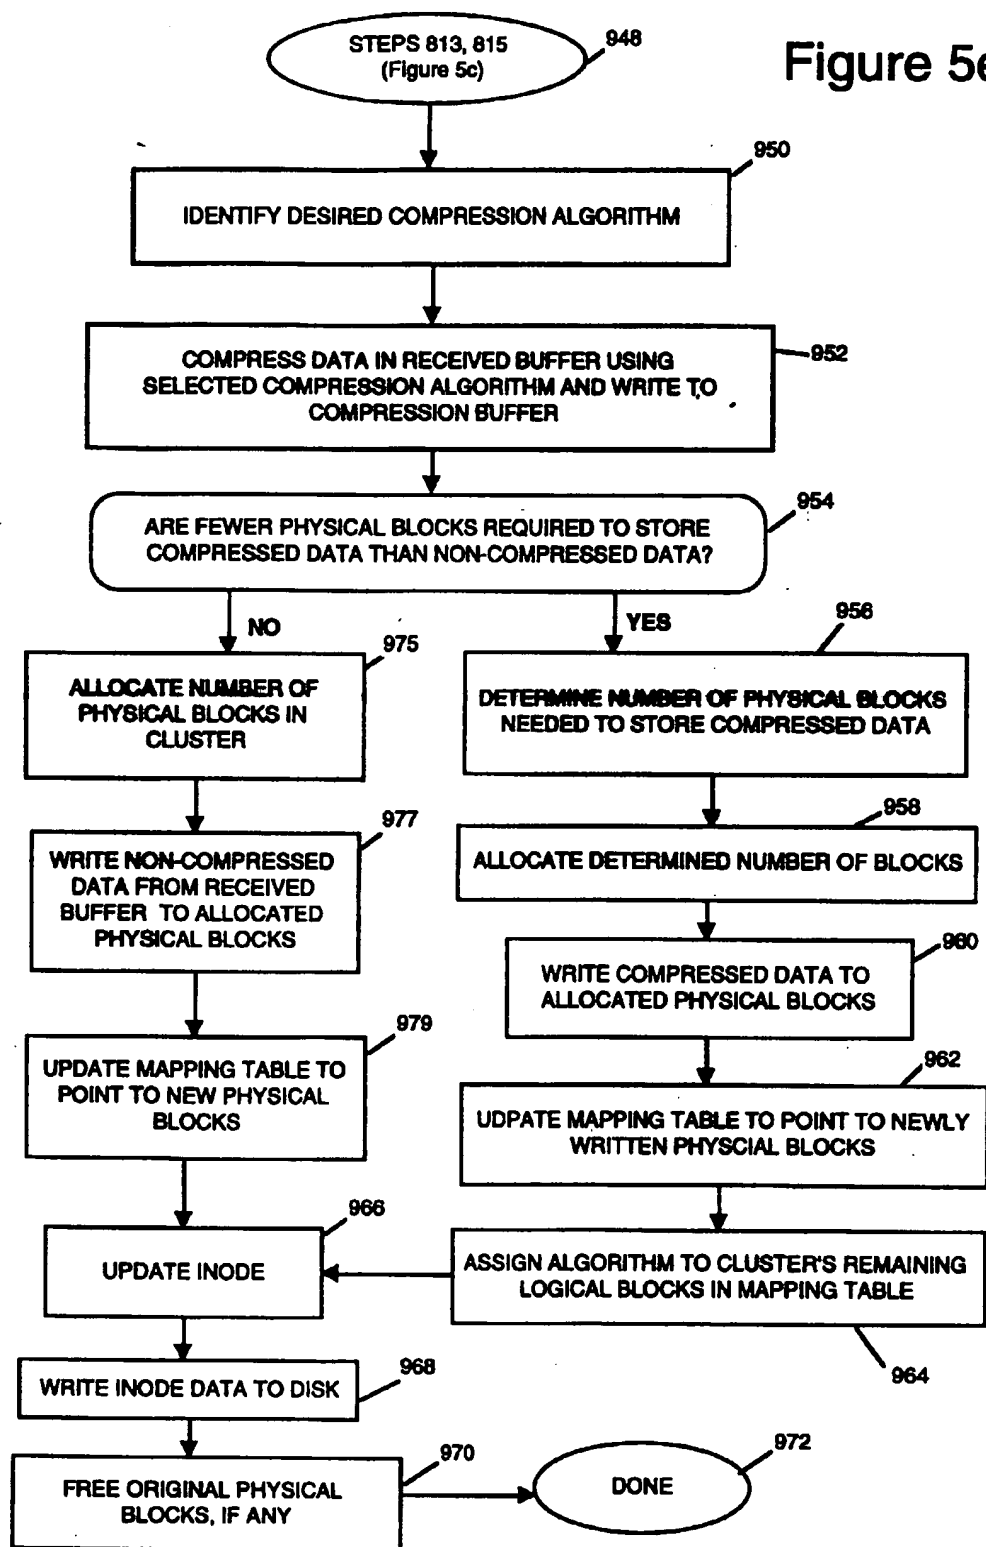 STEPS 813, 815
(Figure 5c)
948
Figure 5e
950
IDENTIFY DESIRED COMPRESSION ALGORITHM
COMPRESS DATA IN RECEIVED BUFFER USING
SELECTED COMPRESSION ALGORITHM AND WRITE TO
COMPRESSION BUFFER
952
954
ARE FEWER PHYSICAL BLOCKS REQUIRED TO STORE
COMPRESSED DATA THAN NON-COMPRESSED DATA?
NO
YES
975
ALLOCATE NUMBER OF
PHYSICAL BLOCKS IN
CLUSTER
956
DETERMINE NUMBER OF PHYSICAL BLOCKS
NEEDED TO STORE COMPRESSED DATA
977
WRITE NON-COMPRESSED
DATA FROM RECEIVED
BUFFER TO ALLOCATED
PHYSICAL BLOCKS
958
ALLOCATE DETERMINED NUMBER OF BLOCKS
960
WRITE COMPRESSED DATA TO
ALLOCATED PHYSICAL BLOCKS
979
UPDATE MAPPING TABLE TO
POINT TO NEW PHYSICAL
BLOCKS
962
UDPATE MAPPING TABLE TO POINT TO NEWLY
WRITTEN PHYSCIAL BLOCKS
966
UPDATE INODE
ASSIGN ALGORITHM TO CLUSTER'S REMAINING
LOGICAL BLOCKS IN MAPPING TABLE
964
WRITE INODE DATA TO DISK
968
970
FREE ORIGINAL PHYSICAL
BLOCKS, IF ANY
972
DONE